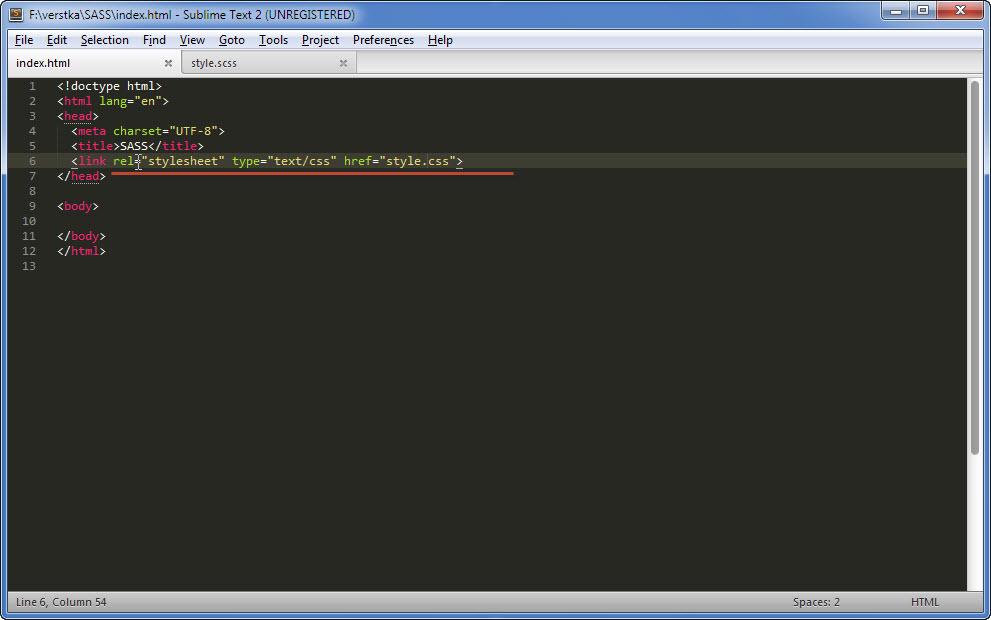 F:\verstka\SASS\index.html - Sublime Text 2 (UNREGISTERED)
File Edit Selection Find View Goto Tools Project Preferences Help
index.html style.scss
1 <!doctype html>
2 <html lang="en">
3 <head>
4 <meta charset="UTF-8">
5 <title>SASS</title>
6 <link rel="stylesheet" type="text/css" href="style.css">
7 </head>
8
9 <body>
10
11 </body>
12 </html>
13
Line 6, Column 54 Spaces: 2 HTML